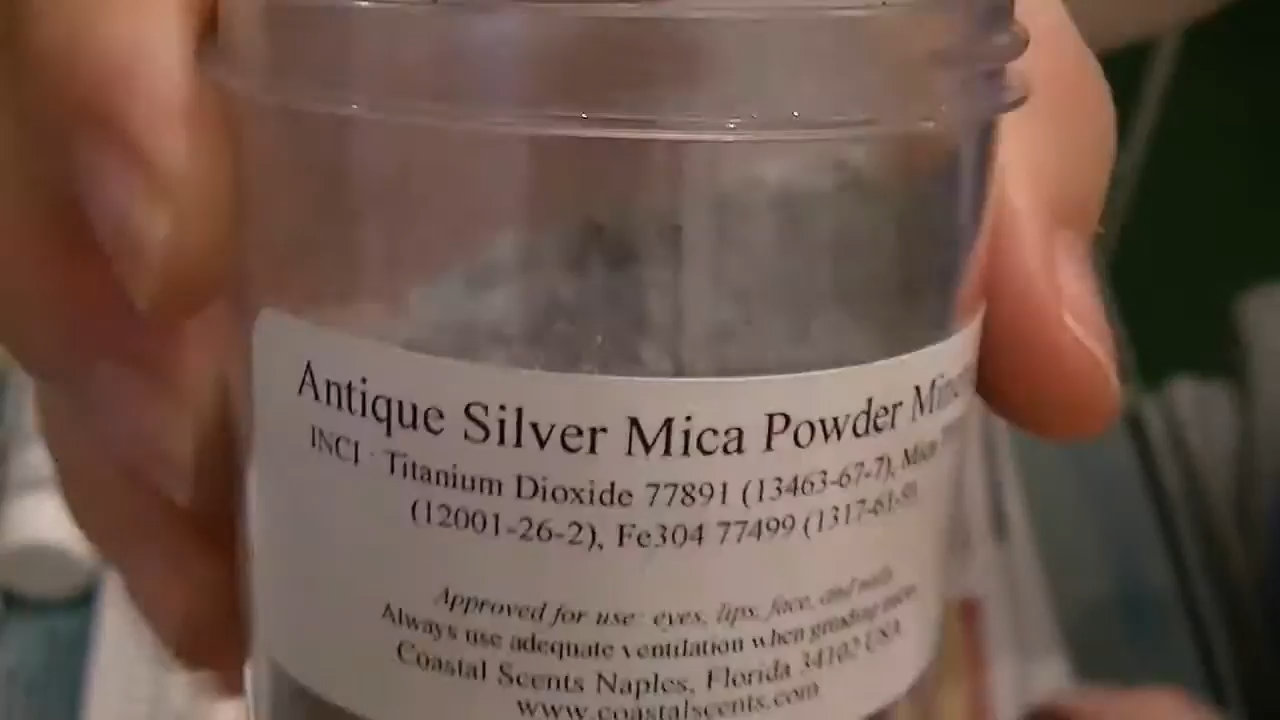 Antique Silver Mica Powder
INCI : Titanium Dioxide 77891 (13463-67-7), Mica
(12001-26-2), Fe304 77499 (1317-61-9)
Approved for use: eyes, lips, face, and nails
Always use adequate ventilation when grinding
Coastal Scents Naples, Florida 34102 USA
www.coastalscents.com